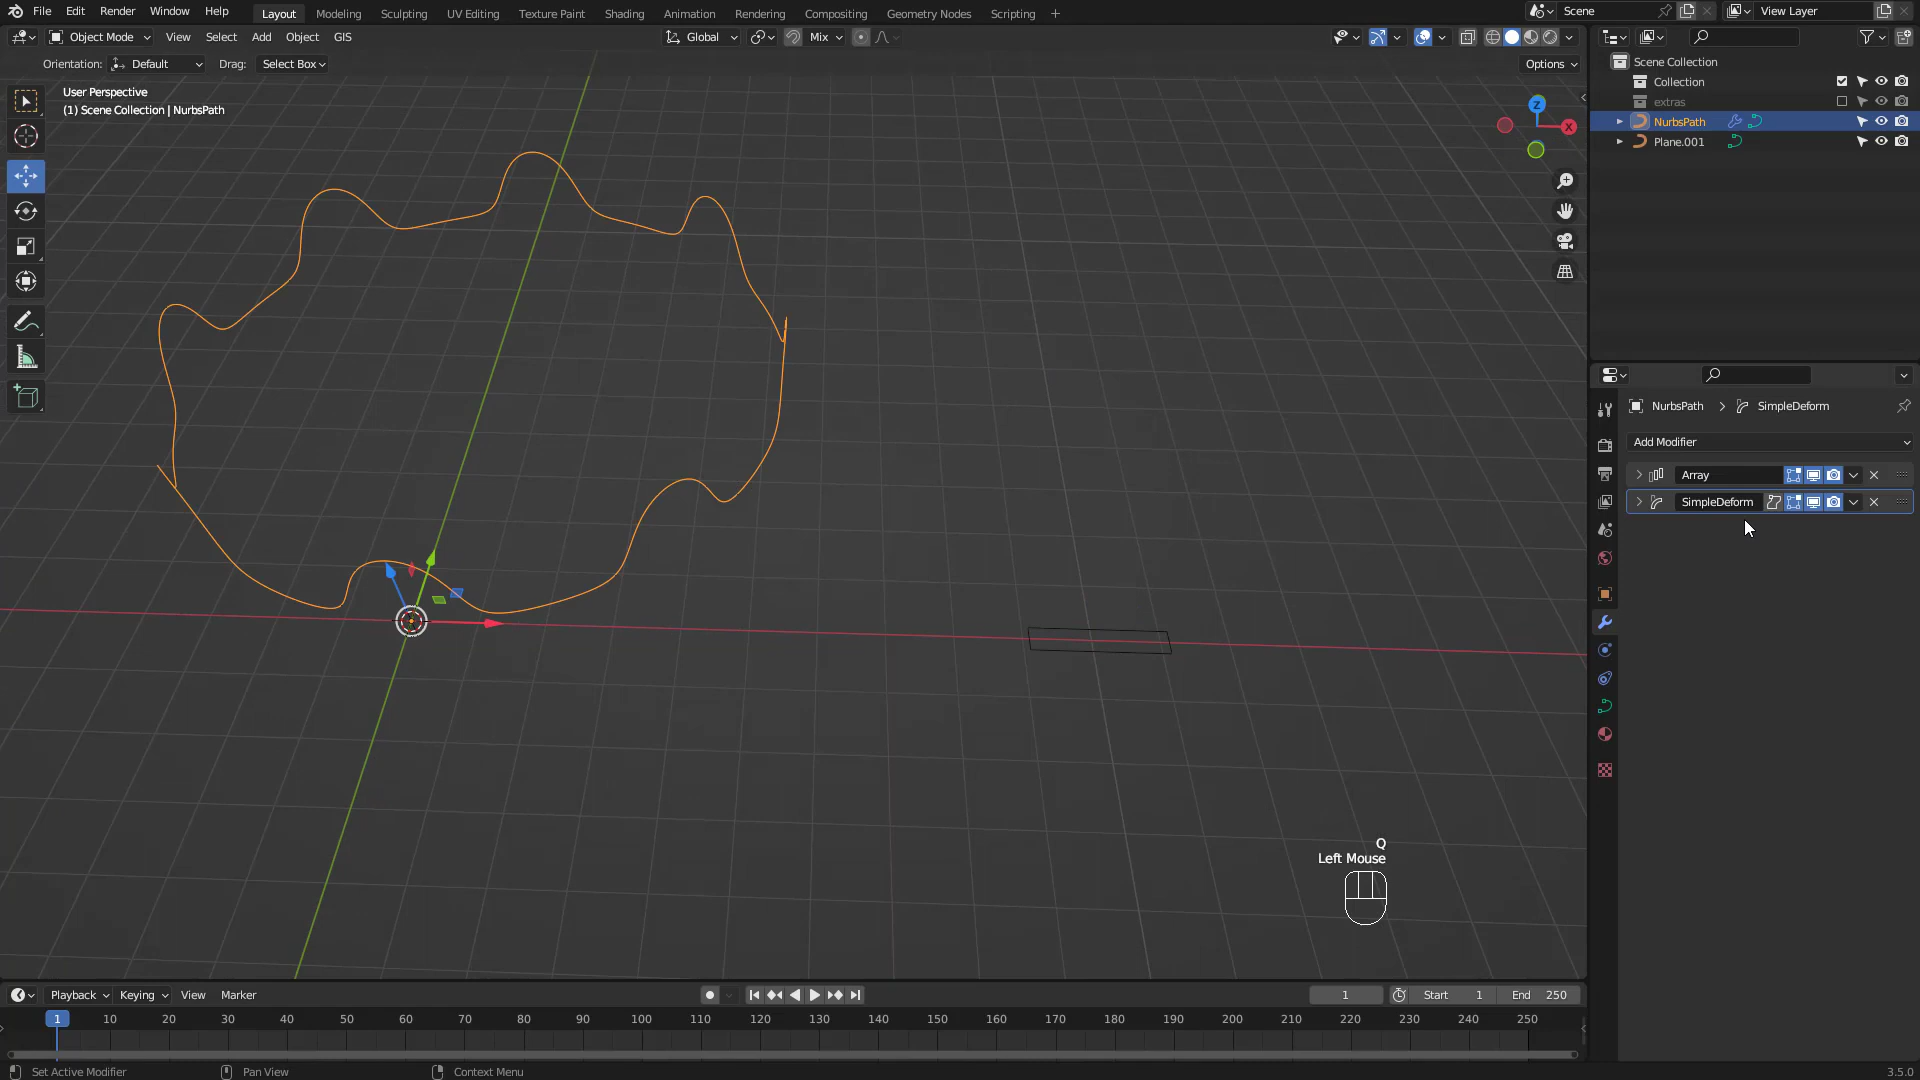 File Edit Render Window Help
Layout Modeling Sculpting UV Editing Texture Paint Shading Animation Rendering Compositing Geometry Nodes Scripting +
Scene
View Layer
Object Mode View Select Add Object GIS
Global
Mix
Orientation: Default Drag: Select Box
Options
User Perspective
(1) Scene Collection | NurbsPath
Z
X
Scene Collection
Collection
extras
NurbsPath
Plane.001
NurbsPath > SimpleDeform
Add Modifier
Array
SimpleDeform
Q
Left Mouse
Playback Keying View Marker
1
Start 1 End 250
1 10 20 30 40 50 60 70 80 90 100 110 120 130 140 150 160 170 180 190 200 210 220 230 240 250
Set Active Modifier Pan View Context Menu
3.5.0